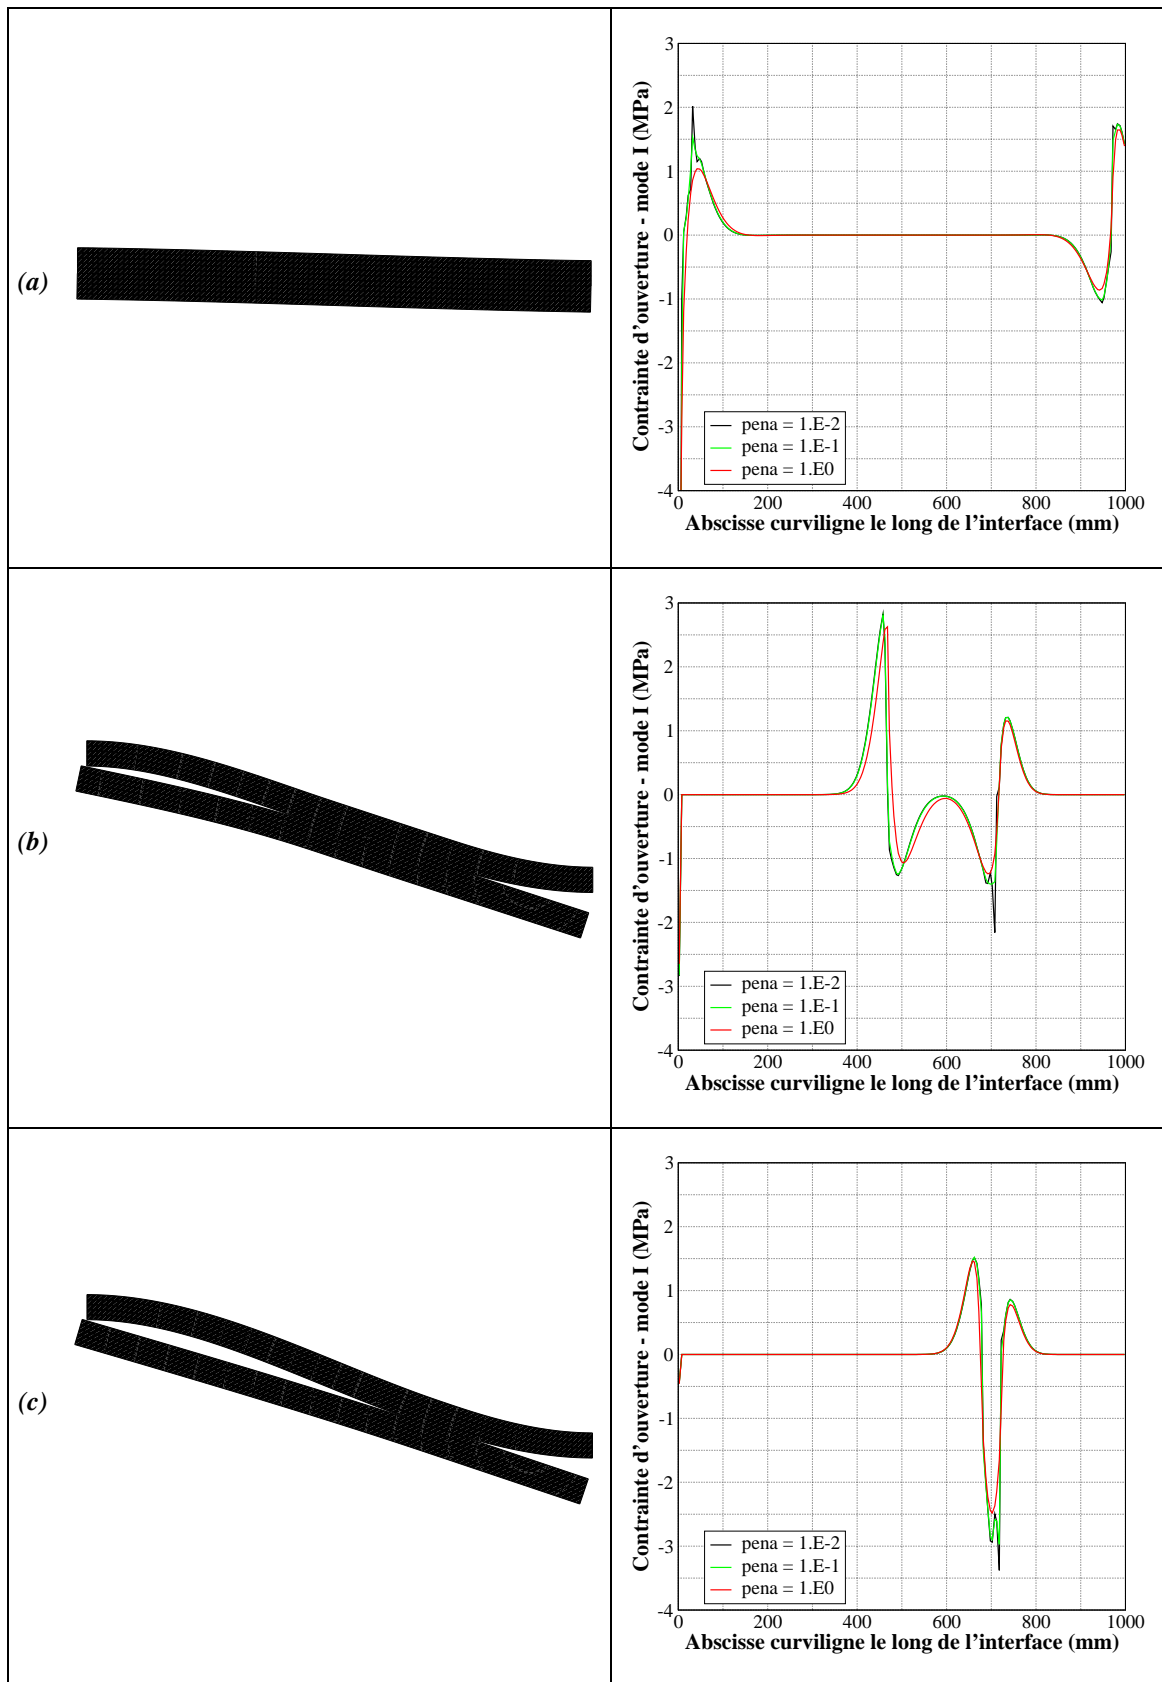 (a)
Contrainte d'ouverture - mode I (MPa)
3
2
1
0
-1
-2
-3
-4
pena = 1.E-2
pena = 1.E-1
pena = 1.E0
0 200 400 600 800 1000
Abscisse curviligne le long de l'interface (mm)
(b)
Contrainte d'ouverture - mode I (MPa)
3
2
1
0
-1
-2
-3
-4
pena = 1.E-2
pena = 1.E-1
pena = 1.E0
0 200 400 600 800 1000
Abscisse curviligne le long de l'interface (mm)
(c)
Contrainte d'ouverture - mode I (MPa)
3
2
1
0
-1
-2
-3
-4
pena = 1.E-2
pena = 1.E-1
pena = 1.E0
0 200 400 600 800 1000
Abscisse curviligne le long de l'interface (mm)